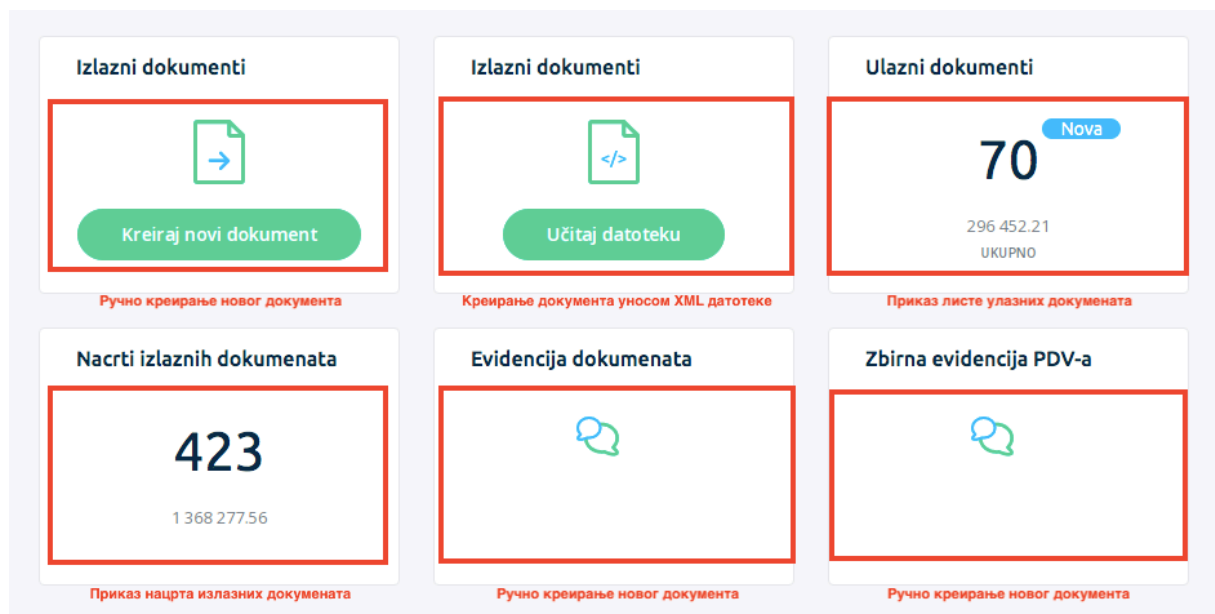 Izlazni dokumenti
Kreiraj novi dokument
Ручно креирање новог документа
Izlazni dokumenti
</>
Učitaj datoteku
Креирање документа уносом XML датотеке
Ulazni dokumenti
Nova
70
296 452.21
UKUPNO
Приказ листе улазних докумената
Nacrti izlaznih dokumenata
423
1 368 277.56
Приказ нацрта излазних докумената
Evidencija dokumenata
Ручно креирање новог документа
Zbirna evidencija PDV-a
Ручно креирање новог документа